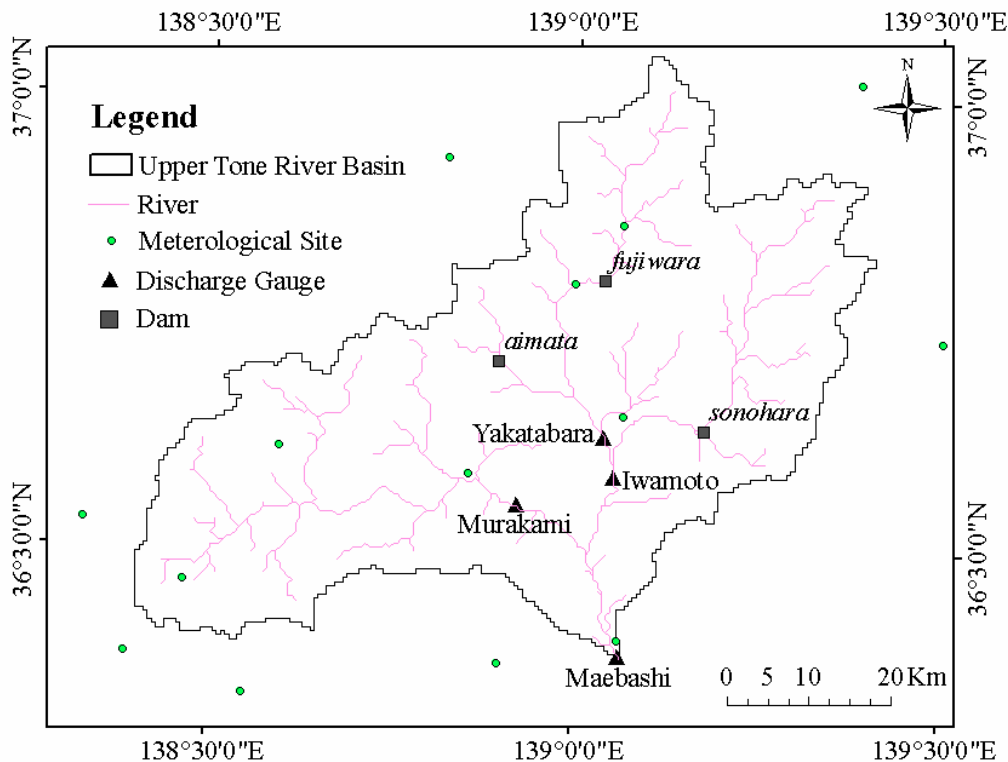 138°30'0"E 139°0'0"E 139°30'0"E
37°0'0"N
37°0'0"N
N
Legend
Upper Tone River Basin
River
Meterological Site
Discharge Gauge
Dam
fujiwara
aimata
sonohara
Yakatabara
Iwamoto
Murakami
36°30'0"N
36°30'0"N
Maebashi
0 5 10 20 Km
138°30'0"E 139°0'0"E 139°30'0"E